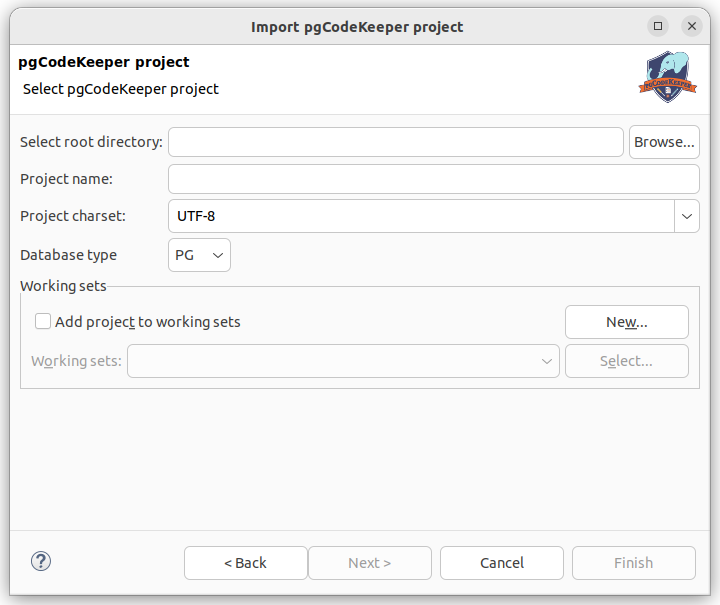 Import pgCodeKeeper project
pgCodeKeeper project
Select pgCodeKeeper project
PGCODEKEEPER
Select root directory: Browse...
Project name:
Project charset: UTF-8
Database type PG
Working sets
Add project to working sets New...
Working sets: Select...
? < Back Next > Cancel Finish